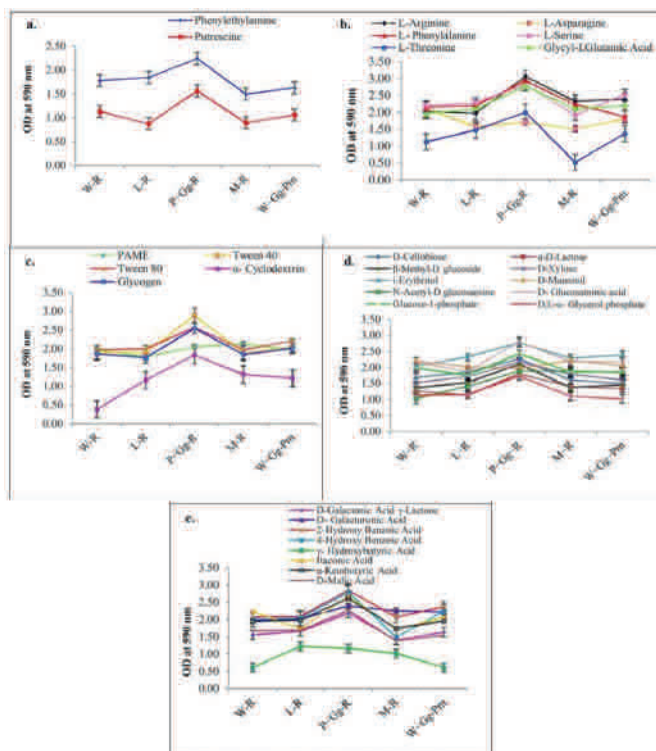 a.
Phenylethylamine
Putrescine
2.50
2.00
1.50
1.00
0.50
0.00
OD at 590 nm
W-R
L-R
P-Gg-R
M-R
W-Gg-Pm
b.
L-Arginine
L-Asparagine
L-Phenylalanine
L-Serine
L-Threonine
Glycyl-LGlutamic Acid
3.50
3.00
2.50
2.00
1.50
1.00
0.50
0.00
OD at 590 nm
W-R
L-R
P-Gg-R
M-R
W-Gg-Pm
c.
PAME
Tween 40
Tween 80
α- Cyclodextrin
Glycogen
3.50
3.00
2.50
2.00
1.50
1.00
0.50
0.00
OD at 590 nm
W-R
L-R
P-Gg-R
M-R
W-Gg-Pm
d.
D-Cellobiose
α-D-Lactose
β-Methyl-D glucoside
D-Xylose
i-Erythritol
D-Mannitol
N-Acetyl-D glucosamine
D- Glucosaminic acid
Glucose-1-phosphate
D,L-α- Glycerol phosphate
3.50
3.00
2.50
2.00
1.50
1.00
0.50
0.00
OD at 590 nm
W-R
L-R
P-Gg-R
M-R
W-Gg-Pm
e.
D-Galactonic Acid γ-Lactone
D- Galacturonic Acid
2-Hydroxy Benzoic Acid
4-Hydroxy Benzoic Acid
γ- Hydroxybutyric Acid
Itaconic Acid
α-Ketobutyric Acid
D-Malic Acid
3.50
3.00
2.50
2.00
1.50
1.00
0.50
0.00
OD at 590 nm
W-R
L-R
P-Gg-R
M-R
W-Gg-Pm